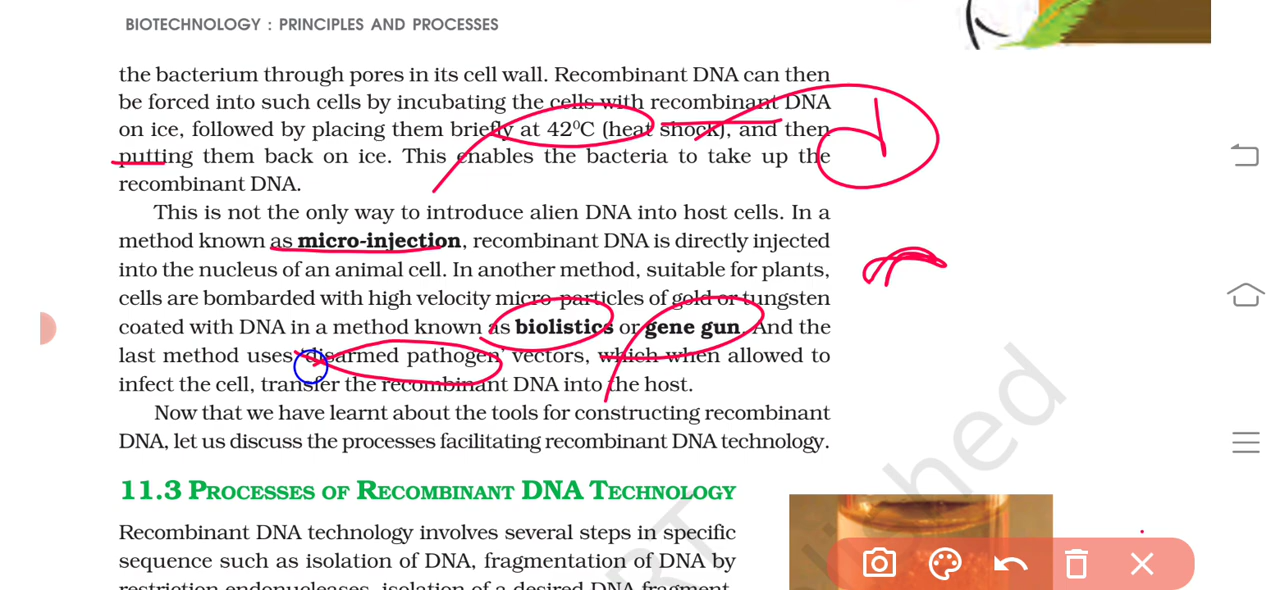 BIOTECHNOLOGY : PRINCIPLES AND PROCESSES
the bacterium through pores in its cell wall. Recombinant DNA can then
be forced into such cells by incubating the cells with recombinant DNA
on ice, followed by placing them briefly at 42⁰C (heat shock), and then
putting them back on ice. This enables the bacteria to take up the
recombinant DNA.
This is not the only way to introduce alien DNA into host cells. In a
method known as micro-injection, recombinant DNA is directly injected
into the nucleus of an animal cell. In another method, suitable for plants,
cells are bombarded with high velocity micro-particles of gold or tungsten
coated with DNA in a method known as biolistics or gene gun. And the
last method uses ‘disarmed pathogen’ vectors, which when allowed to
infect the cell, transfer the recombinant DNA into the host.
Now that we have learnt about the tools for constructing recombinant
DNA, let us discuss the processes facilitating recombinant DNA technology.
11.3 PROCESSES OF RECOMBINANT DNA TECHNOLOGY
Recombinant DNA technology involves several steps in specific
sequence such as isolation of DNA, fragmentation of DNA by
restriction endonucleases, isolation of a desired DNA fragment,